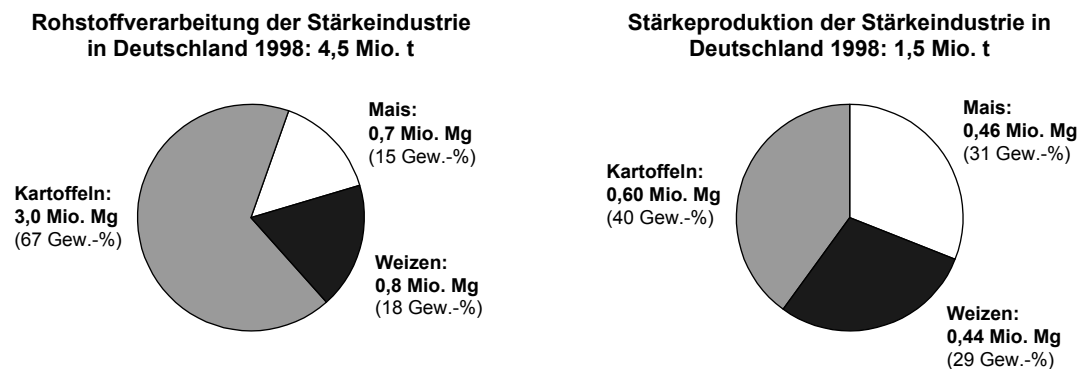 Rohstoffverarbeitung der Stärkeindustrie
in Deutschland 1998: 4,5 Mio. t
Mais:
0,7 Mio. Mg
(15 Gew.-%)
Kartoffeln:
3,0 Mio. Mg
(67 Gew.-%)
Weizen:
0,8 Mio. Mg
(18 Gew.-%)
Stärkeproduktion der Stärkeindustrie in
Deutschland 1998: 1,5 Mio. t
Mais:
0,46 Mio. Mg
(31 Gew.-%)
Kartoffeln:
0,60 Mio. Mg
(40 Gew.-%)
Weizen:
0,44 Mio. Mg
(29 Gew.-%)